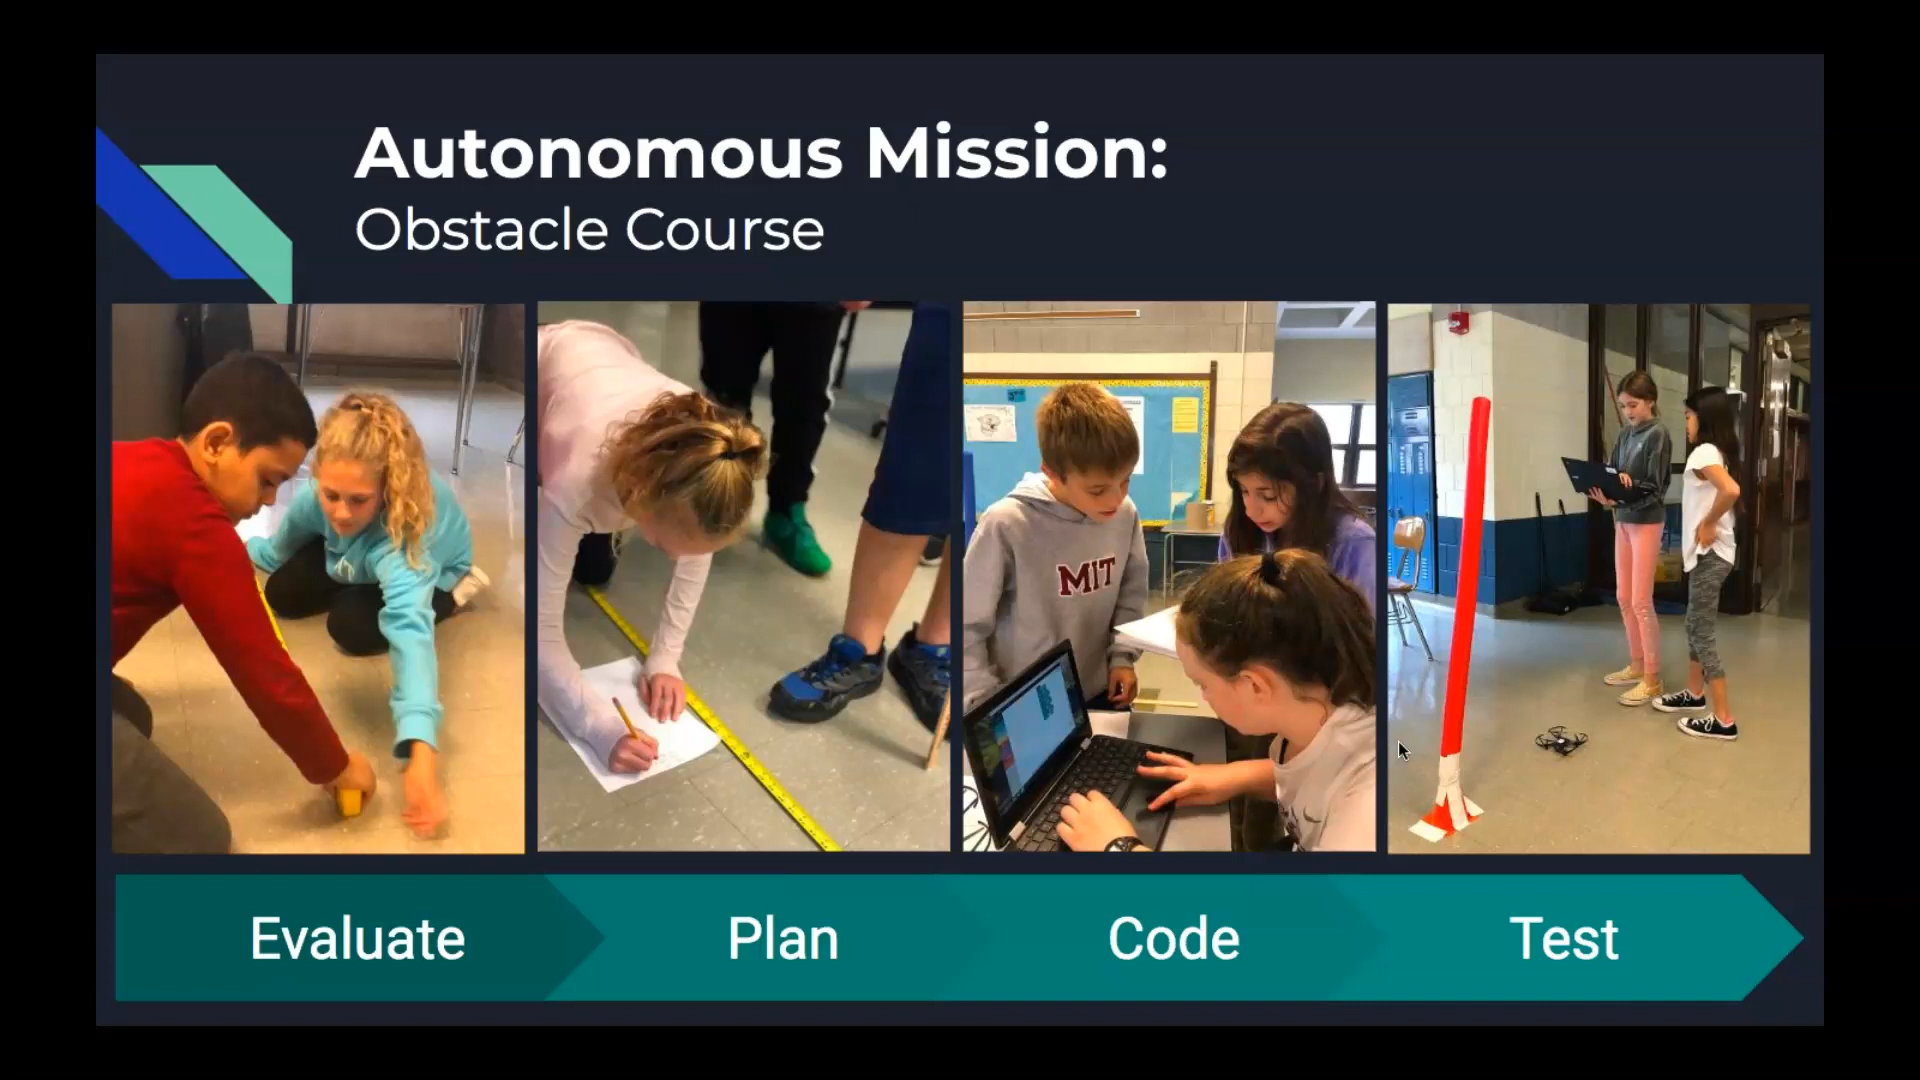 Autonomous Mission:
Obstacle Course
MIT
Evaluate
Plan
Code
Test